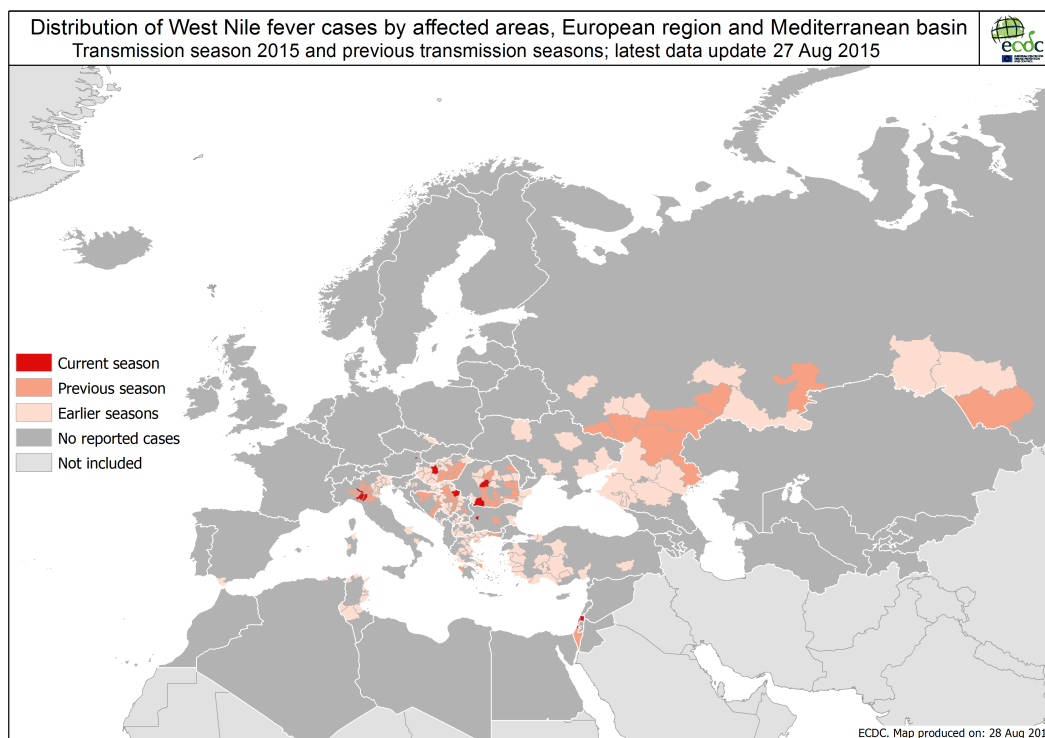 Distribution of West Nile fever cases by affected areas, European region and Mediterranean basin
Transmission season 2015 and previous transmission seasons; latest data update 27 Aug 2015
ecdc
Current season
Previous season
Earlier seasons
No reported cases
Not included
ECDC. Map produced on: 28 Aug 201